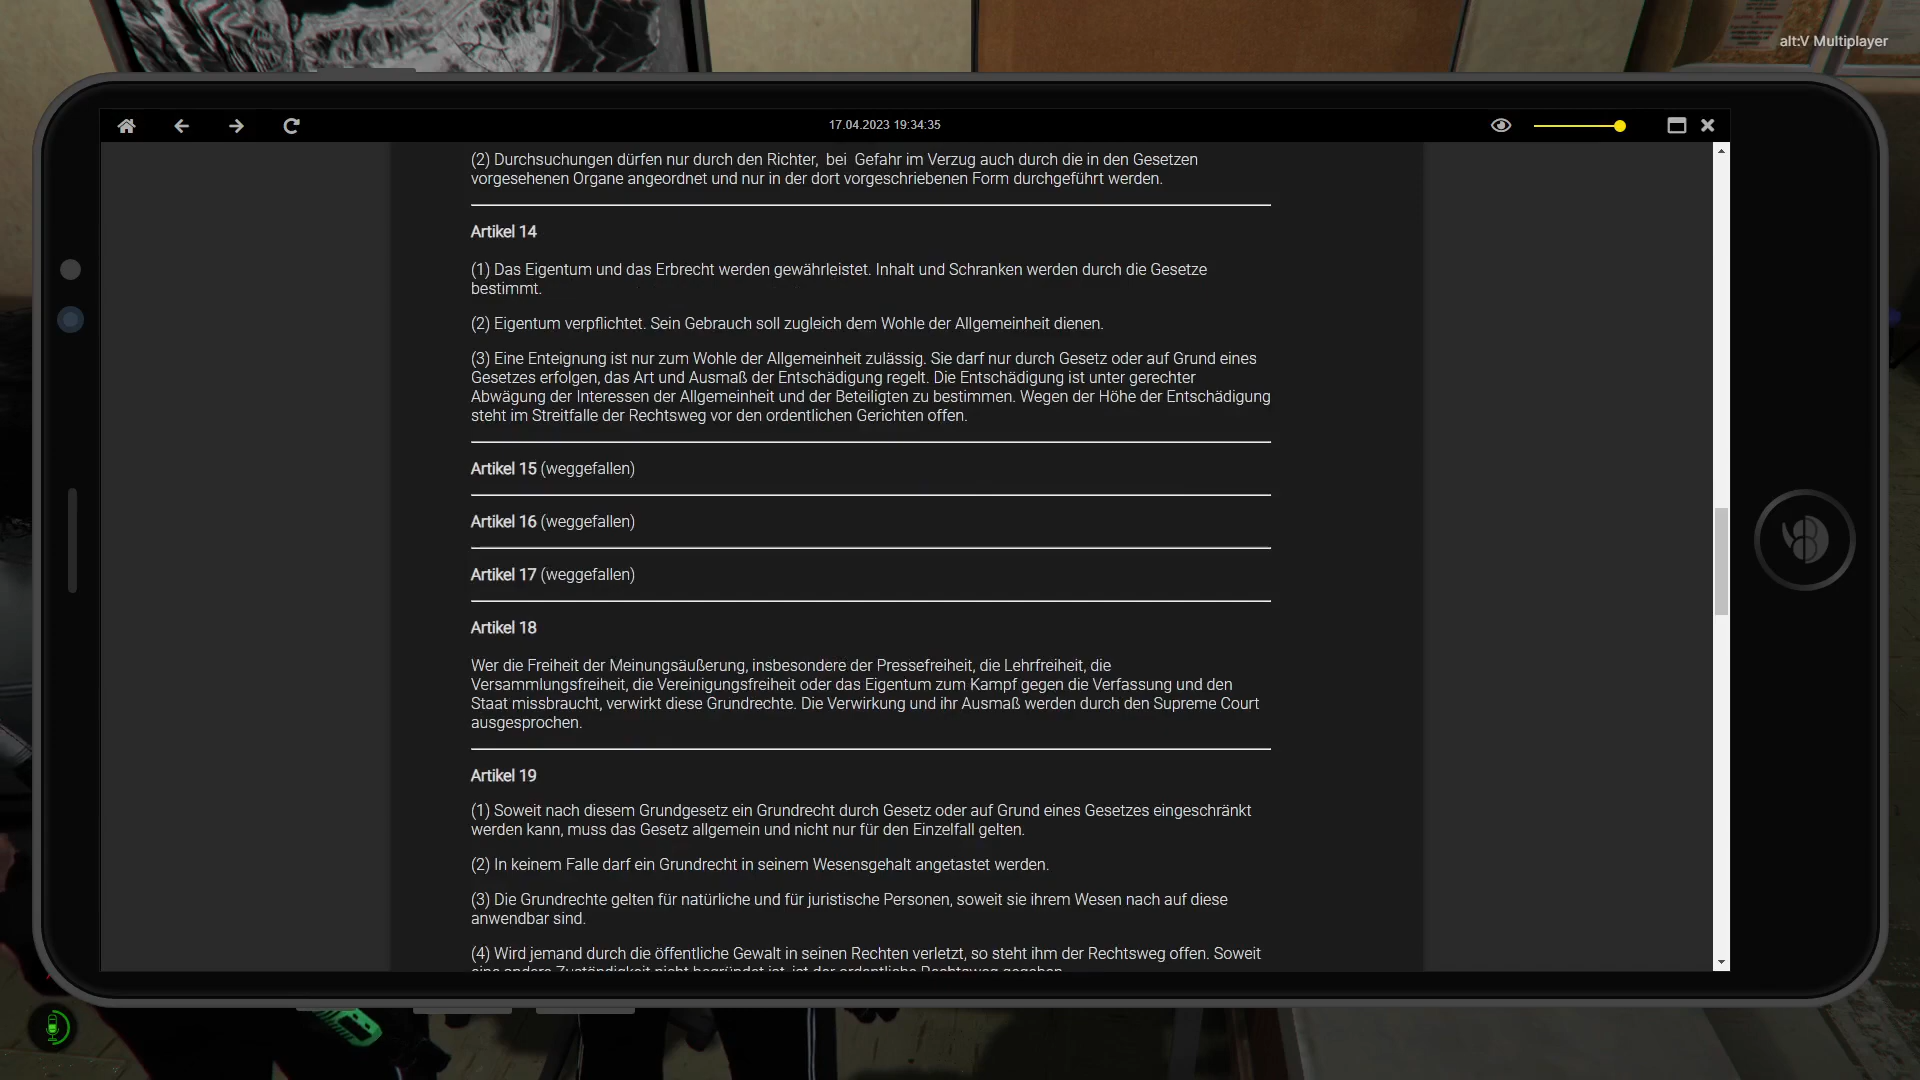 alt:V Multiplayer
17.04.2023 19:34:35
(2) Durchsuchungen dürfen nur durch den Richter, bei Gefahr im Verzug auch durch die in den Gesetzen
vorgesehenen Organe angeordnet und nur in der dort vorgeschriebenen Form durchgeführt werden.
Artikel 14
(1) Das Eigentum und das Erbrecht werden gewährleistet. Inhalt und Schranken werden durch die Gesetze
bestimmt.
(2) Eigentum verpflichtet. Sein Gebrauch soll zugleich dem Wohle der Allgemeinheit dienen.
(3) Eine Enteignung ist nur zum Wohle der Allgemeinheit zulässig. Sie darf nur durch Gesetz oder auf Grund eines
Gesetzes erfolgen, das Art und Ausmaß der Entschädigung regelt. Die Entschädigung ist unter gerechter
Abwägung der Interessen der Allgemeinheit und der Beteiligten zu bestimmen. Wegen der Höhe der Entschädigung
steht im Streitfalle der Rechtsweg vor den ordentlichen Gerichten offen.
Artikel 15 (weggefallen)
Artikel 16 (weggefallen)
Artikel 17 (weggefallen)
Artikel 18
Wer die Freiheit der Meinungsäußerung, insbesondere der Pressefreiheit, die Lehrfreiheit, die
Versammlungsfreiheit, die Vereinigungsfreiheit oder das Eigentum zum Kampf gegen die Verfassung und den
Staat missbraucht, verwirkt diese Grundrechte. Die Verwirkung und ihr Ausmaß werden durch den Supreme Court
ausgesprochen.
Artikel 19
(1) Soweit nach diesem Grundgesetz ein Grundrecht durch Gesetz oder auf Grund eines Gesetzes eingeschränkt
werden kann, muss das Gesetz allgemein und nicht nur für den Einzelfall gelten.
(2) In keinem Falle darf ein Grundrecht in seinem Wesensgehalt angetastet werden.
(3) Die Grundrechte gelten für natürliche und für juristische Personen, soweit sie ihrem Wesen nach auf diese
anwendbar sind.
(4) Wird jemand durch die öffentliche Gewalt in seinen Rechten verletzt, so steht ihm der Rechtsweg offen. Soweit
eine andere Zuständigkeit nicht begründet ist, ist der ordentliche Rechtsweg gegeben.